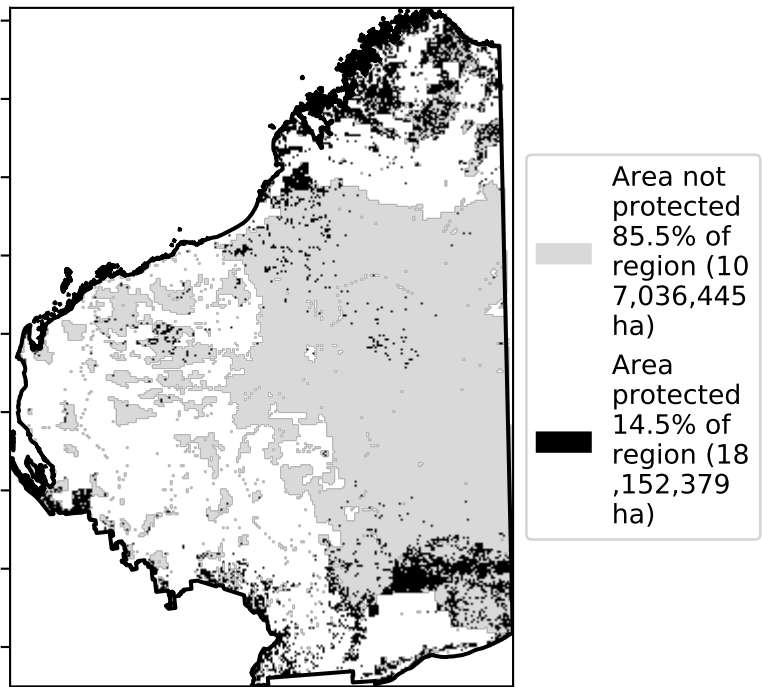 Area not
protected
85.5% of
region (10
7,036,445
ha)
Area
protected
14.5% of
region (18
,152,379
ha)